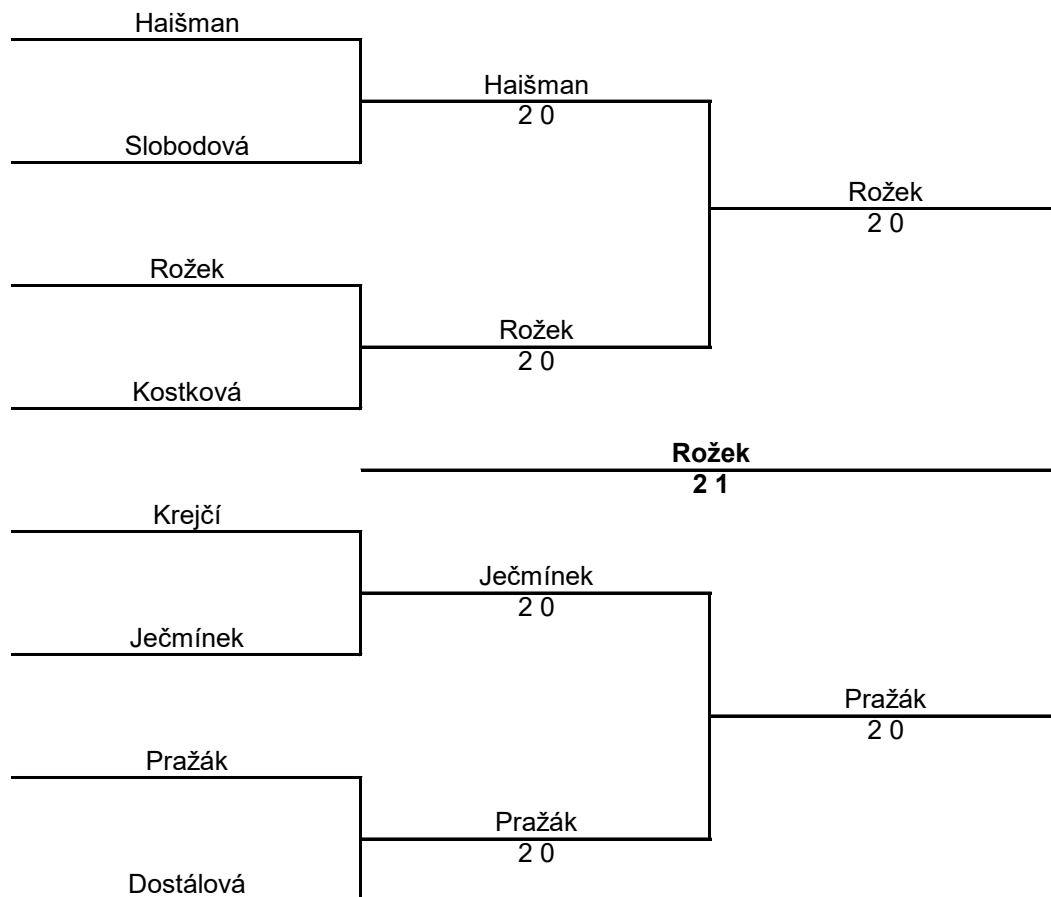 Haišman
Haišman
2 0
Slobodová
Rožek
2 0
Rožek
Rožek
2 0
Kostková
Rožek
2 1
Krejčí
Ječmínek
2 0
Ječmínek
Pražák
2 0
Pražák
Pražák
2 0
Dostálová